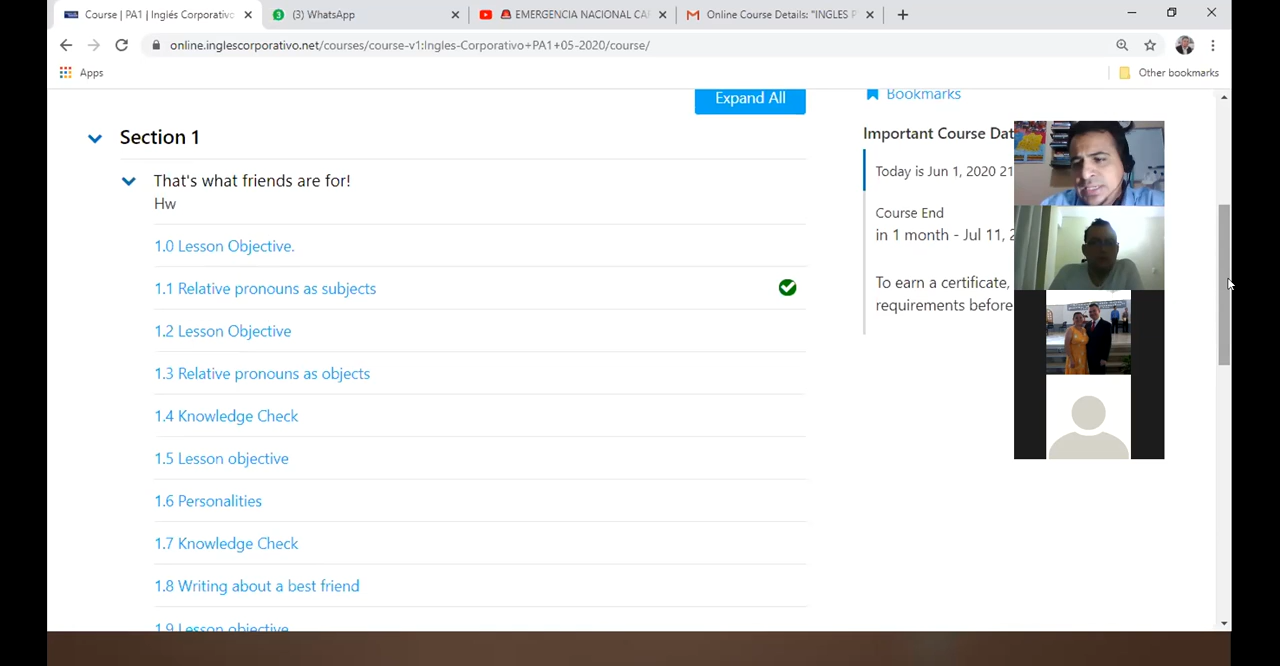 Course | PA1 | Inglés Corporativo
(3) WhatsApp
EMERGENCIA NACIONAL CA
Online Course Details: "INGLES P
online.inglescorporativo.net/courses/course-v1:Ingles-Corporativo+PA1+05-2020/course/
Apps
Other bookmarks
Expand All
Bookmarks
Section 1
Important Course Dat
That's what friends are for!
Today is Jun 1, 2020 21
Hw
Course End
in 1 month - Jul 11, 2
1.0 Lesson Objective.
To earn a certificate,
1.1 Relative pronouns as subjects
requirements before
1.2 Lesson Objective
1.3 Relative pronouns as objects
1.4 Knowledge Check
1.5 Lesson objective
1.6 Personalities
1.7 Knowledge Check
1.8 Writing about a best friend
1.9 Lesson objective